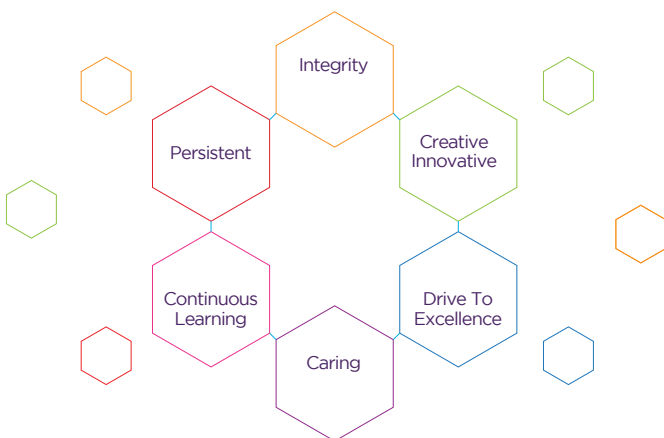 Integrity
Persistent
Creative
Innovative
Continuous
Learning
Drive To
Excellence
Caring